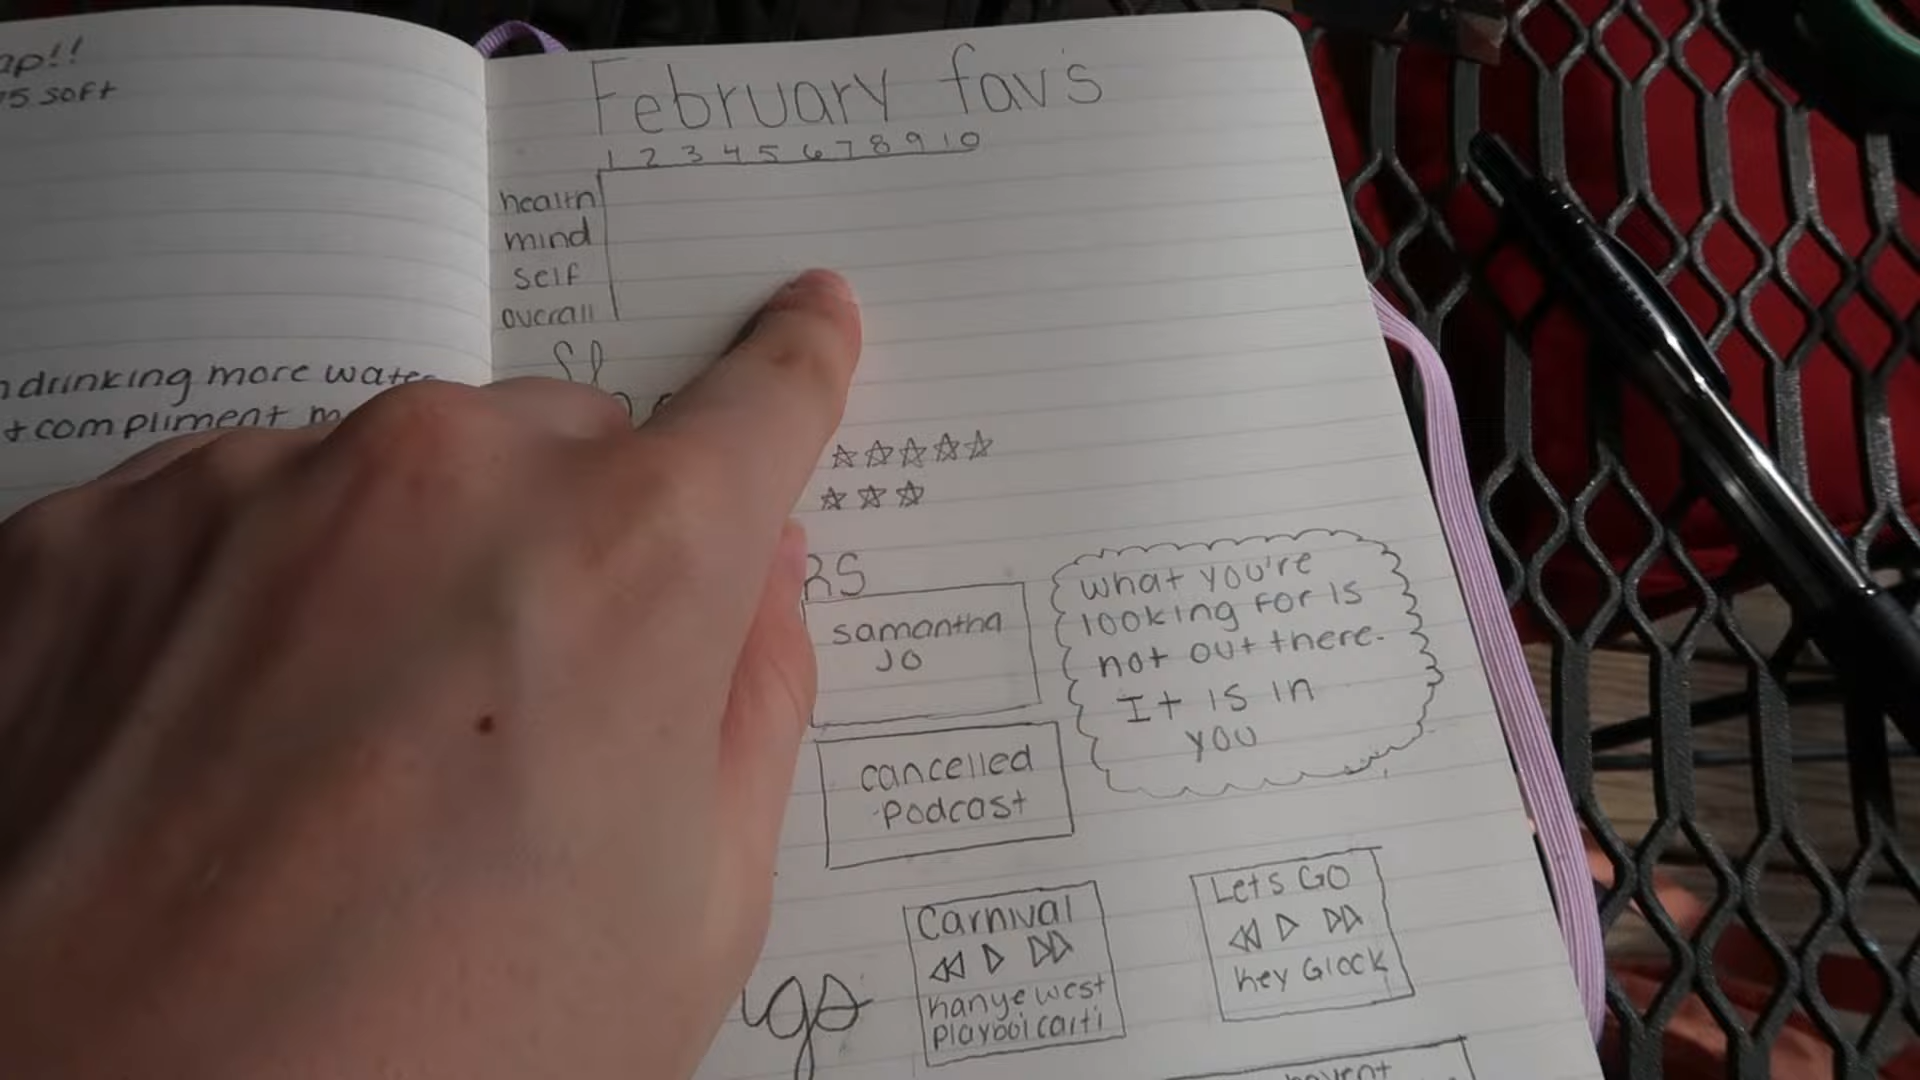 75 soft
drinking more water
+ compliment
February fav's
1 2 3 4 5 6 7 8 9 10
health
mind
self
overall
samantha
Jo
cancelled
podcast
what you're
looking for is
not out there.
It is in
you
Carnival
kanye west
playboi carti
Lets GO
key Glock